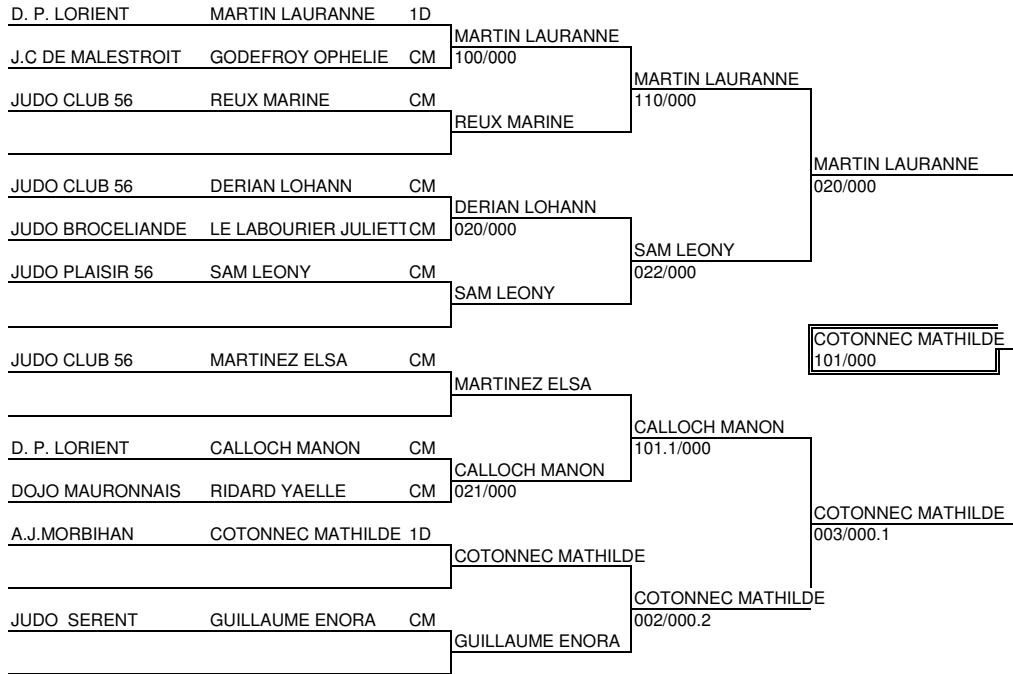 D. P. LORIENT MARTIN LAURANNE 1D
MARTIN LAURANNE
J.C DE MALESTROIT GODEFROY OPHELIE CM 100/000
MARTIN LAURANNE
JUDO CLUB 56 REUX MARINE CM 110/000
REUX MARINE
MARTIN LAURANNE
JUDO CLUB 56 DERIAN LOHANN CM 020/000
DERIAN LOHANN
JUDO BROCELIANDE LE LABOURIER JULIETT CM 020/000
SAM LEONY
JUDO PLAISIR 56 SAM LEONY CM 022/000
SAM LEONY
COTONNEC MATHILDE
JUDO CLUB 56 MARTINEZ ELSA CM 101/000
MARTINEZ ELSA
CALLOCH MANON
D. P. LORIENT CALLOCH MANON CM 101.1/000
CALLOCH MANON
DOJO MAURONNAIS RIDARD YAELLE CM 021/000
COTONNEC MATHILDE
A.J.MORBIHAN COTONNEC MATHILDE 1D 003/000.1
COTONNEC MATHILDE
COTONNEC MATHILDE
JUDO SERENT GUILLAUME ENORA CM 002/000.2
GUILLAUME ENORA